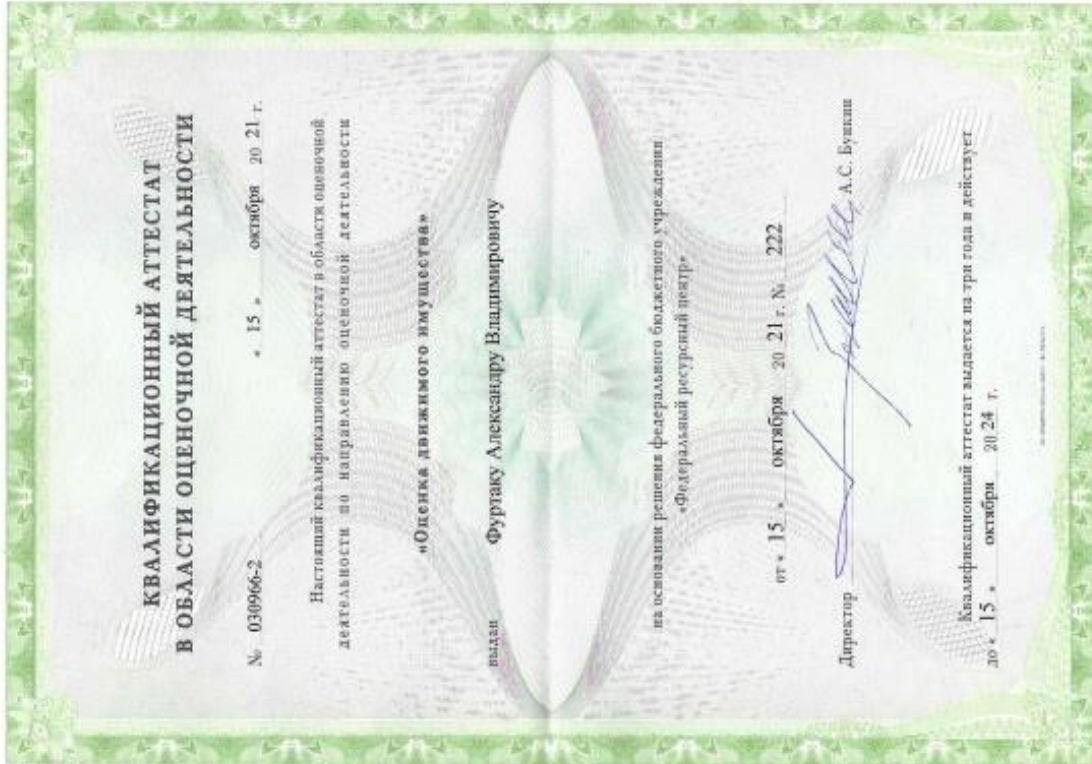 КВАЛИФИКАЦИОННЫЙ АТТЕСТАТ
В ОБЛАСТИ ОЦЕНОЧНОЙ ДЕЯТЕЛЬНОСТИ
№ 030966-2 « 15 » октября 20 21 г.
Настоящий квалификационный аттестат в области оценочной
деятельности по направлению оценочной деятельности
«Оценка движимого имущества»
выдан Фуртаку Александру Владимировичу
на основании решения федерального бюджетного учреждения
«Федеральный ресурсный центр»
от « 15 » октября 20 21 г. № 222
Директор А.С. Бункин
Квалификационный аттестат выдается на три года и действует
до « 15 » октября 20 24 г.